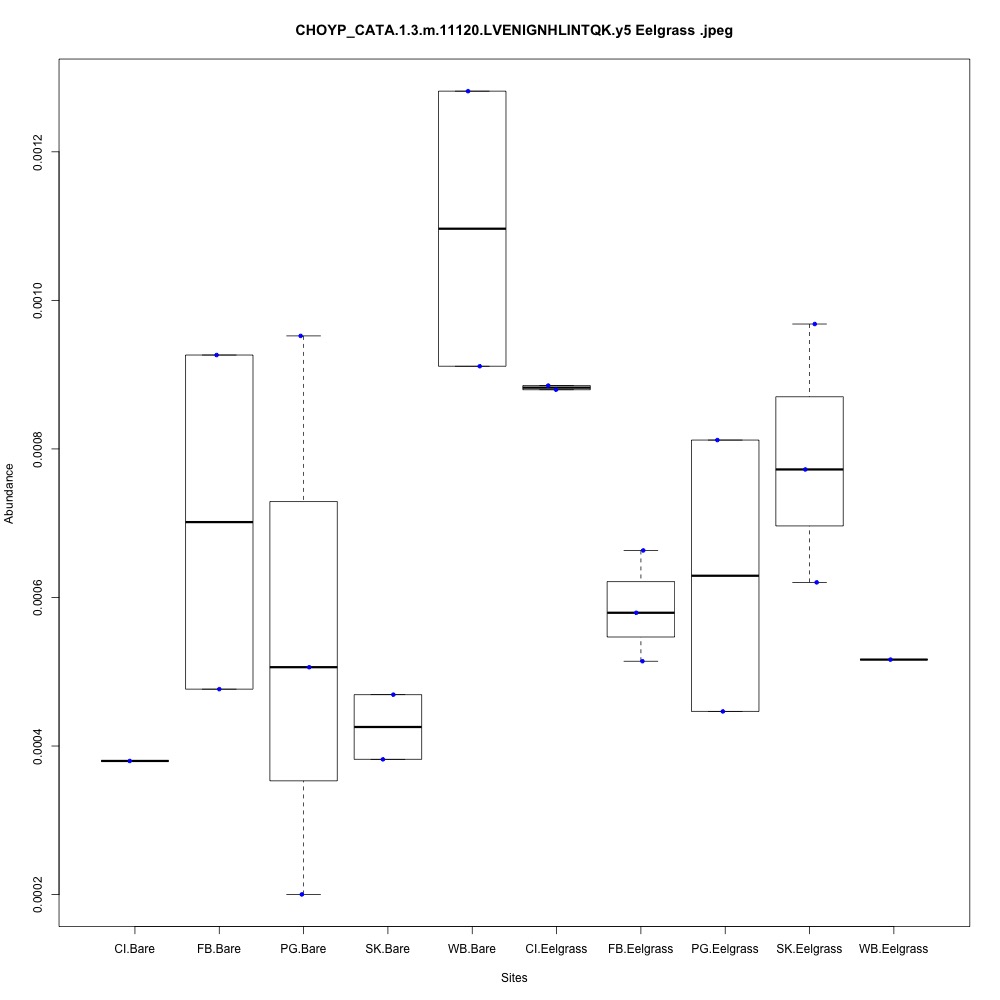 CHOYP_CATA.1.3.m.11120.LVENIGNHLINTQK.y5 Eelgrass .jpeg
Abundance
0.0012
0.0010
0.0008
0.0006
0.0004
0.0002
CI.Bare FB.Bare PG.Bare SK.Bare WB.Bare CI.Eelgrass FB.Eelgrass PG.Eelgrass SK.Eelgrass WB.Eelgrass
Sites